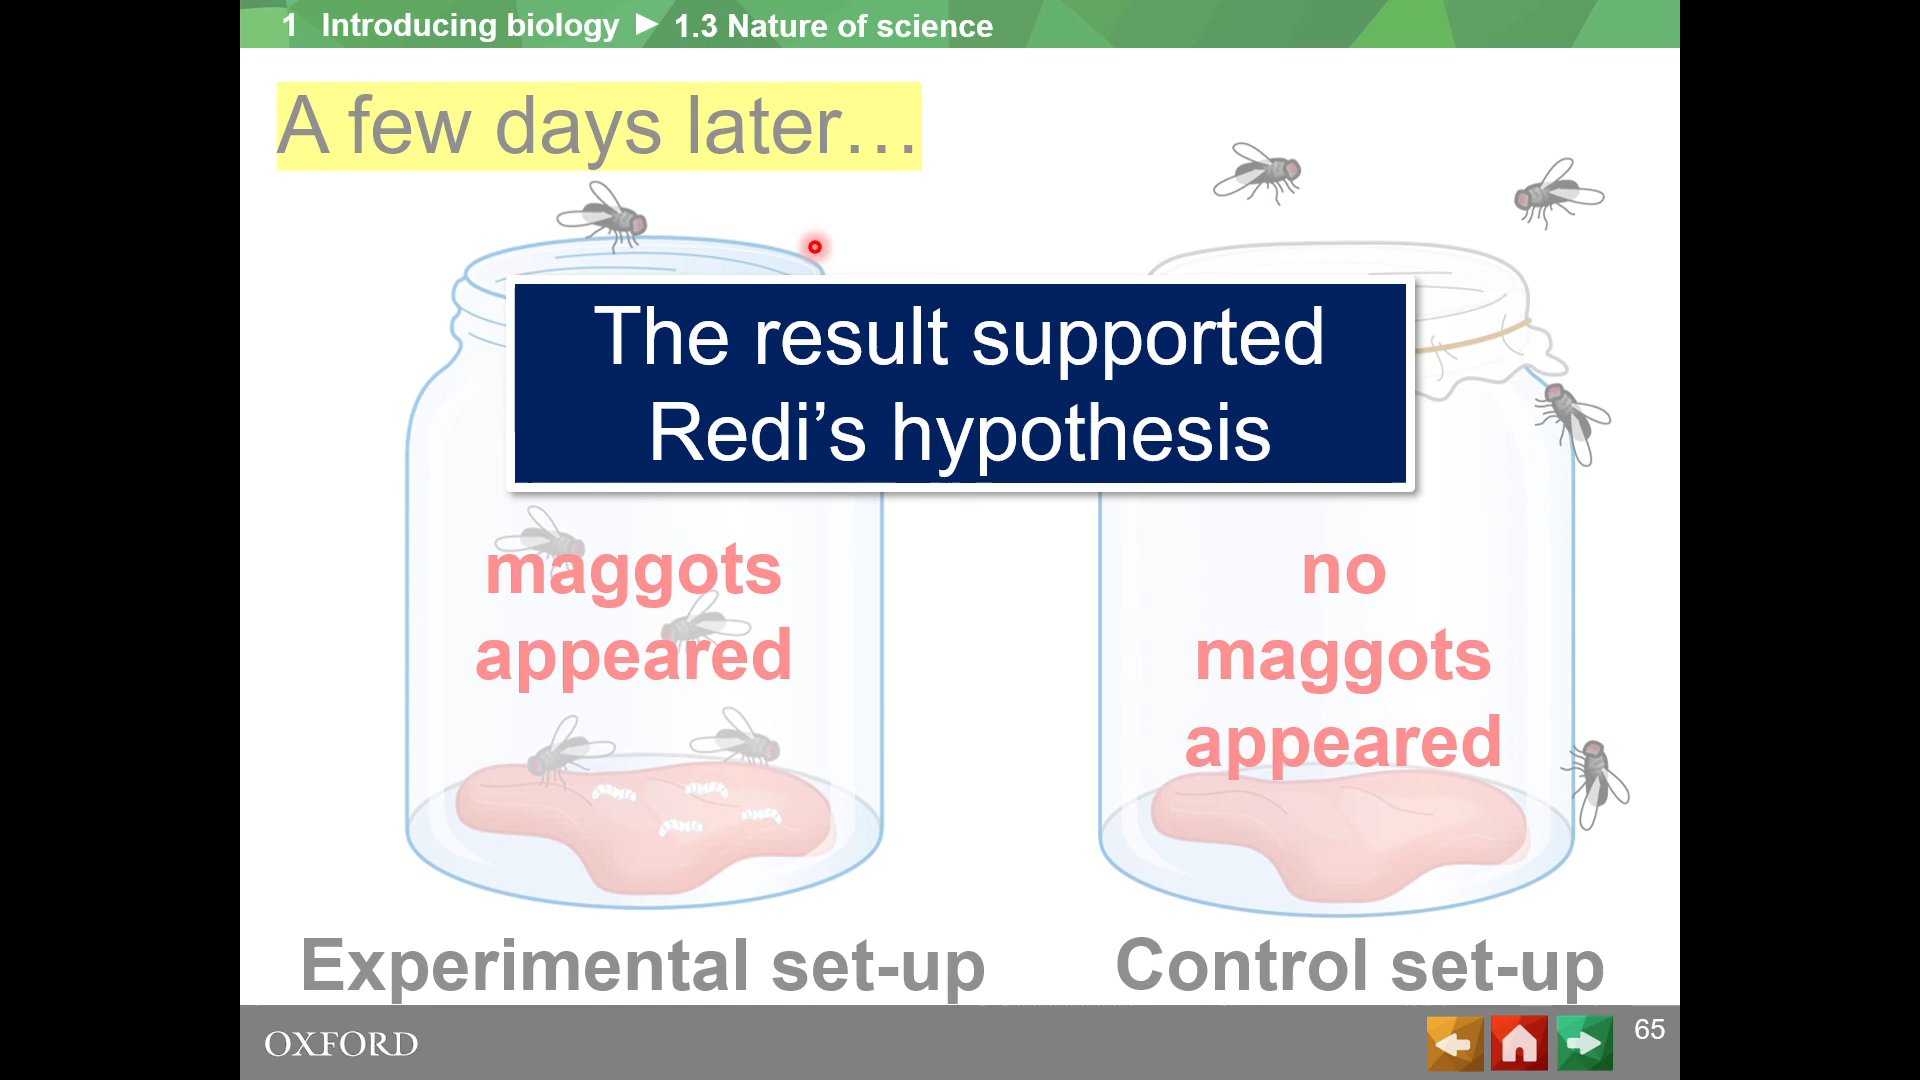 1 Introducing biology ► 1.3 Nature of science
A few days later…
The result supported
Redi’s hypothesis
maggots
appeared
no
maggots
appeared
Experimental set-up
Control set-up
OXFORD
65